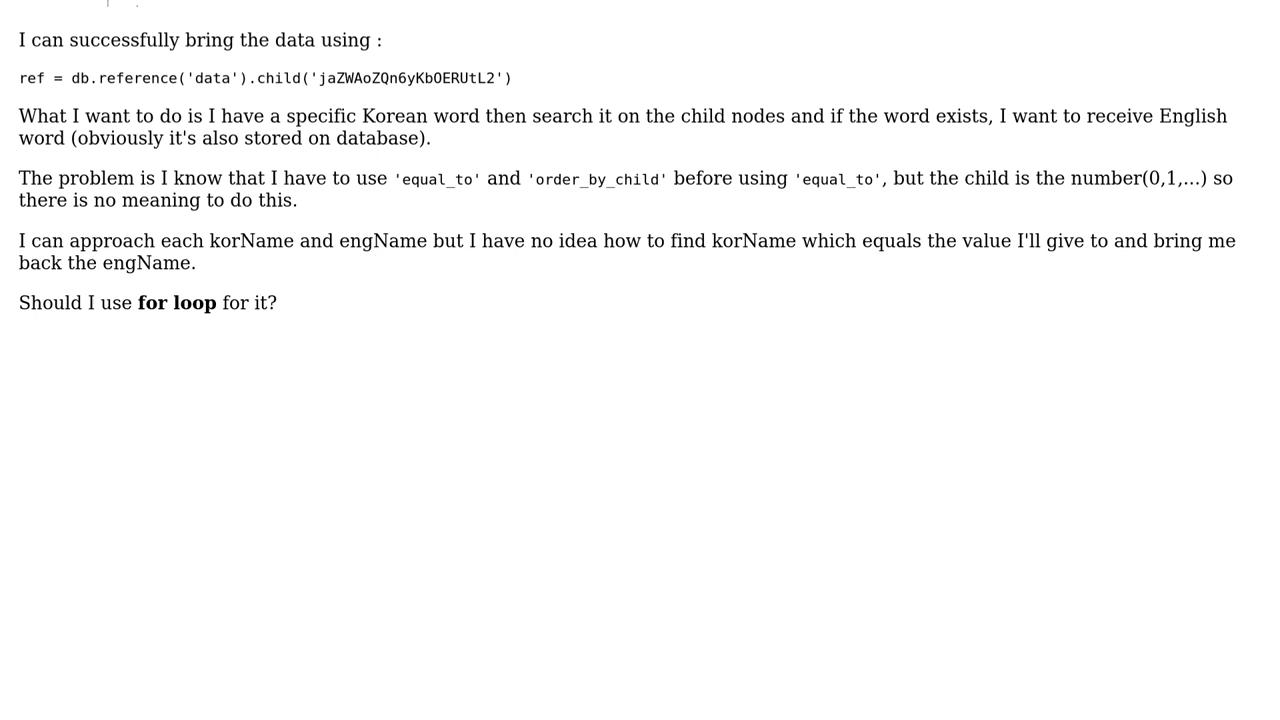 I can successfully bring the data using :
ref = db.reference('data').child('jaZWAoZQn6yKbOERUtL2')
What I want to do is I have a specific Korean word then search it on the child nodes and if the word exists, I want to receive English
word (obviously it's also stored on database).
The problem is I know that I have to use 'equal_to' and 'order_by_child' before using 'equal_to', but the child is the number(0,1,...) so
there is no meaning to do this.
I can approach each korName and engName but I have no idea how to find korName which equals the value I'll give to and bring me
back the engName.
Should I use for loop for it?